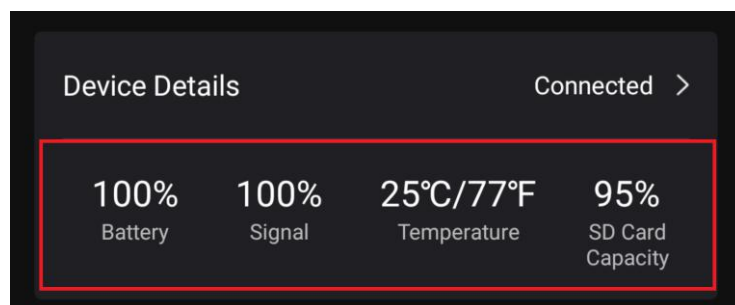 Device Details
Connected
100% 100% 25℃/77℉ 95%
Battery Signal Temperature SD Card
Capacity